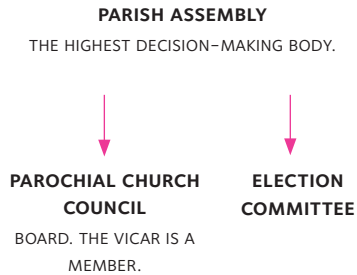 PARISH ASSEMBLY
THE HIGHEST DECISION-MAKING BODY.
PAROCHIAL CHURCH
COUNCIL
BOARD. THE VICAR IS A
MEMBER.
ELECTION
COMMITTEE